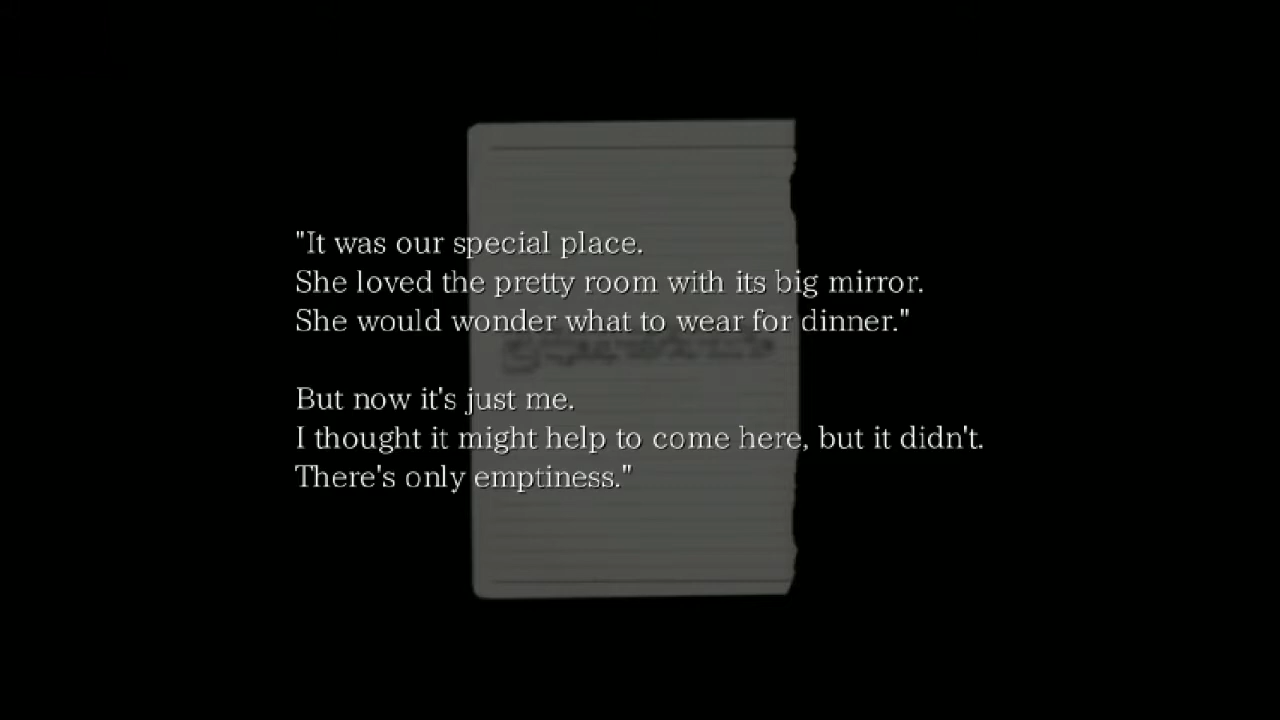 "It was our special place.
She loved the pretty room with its big mirror.
She would wonder what to wear for dinner."
But now it's just me.
I thought it might help to come here, but it didn't.
There's only emptiness."